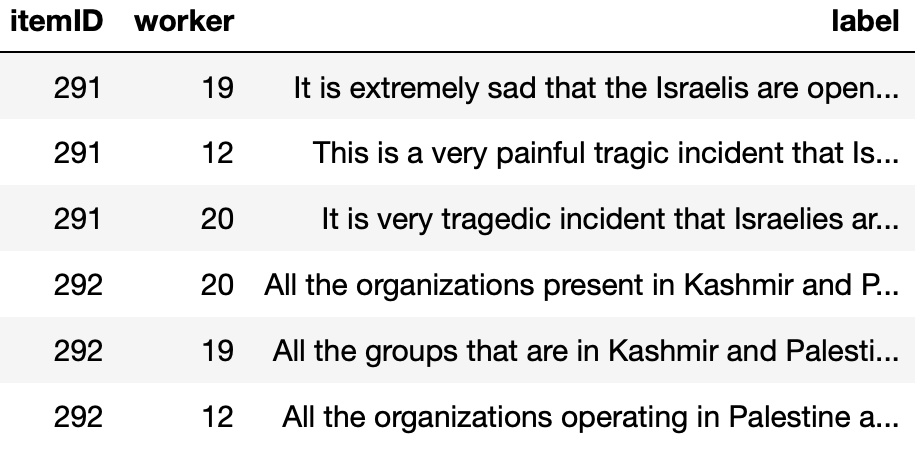 itemID worker label
291 19 It is extremely sad that the Israelis are open...
291 12 This is a very painful tragic incident that Is...
291 20 It is very tragedic incident that Israelies ar...
292 20 All the organizations present in Kashmir and P...
292 19 All the groups that are in Kashmir and Palesti...
292 12 All the organizations operating in Palestine a...